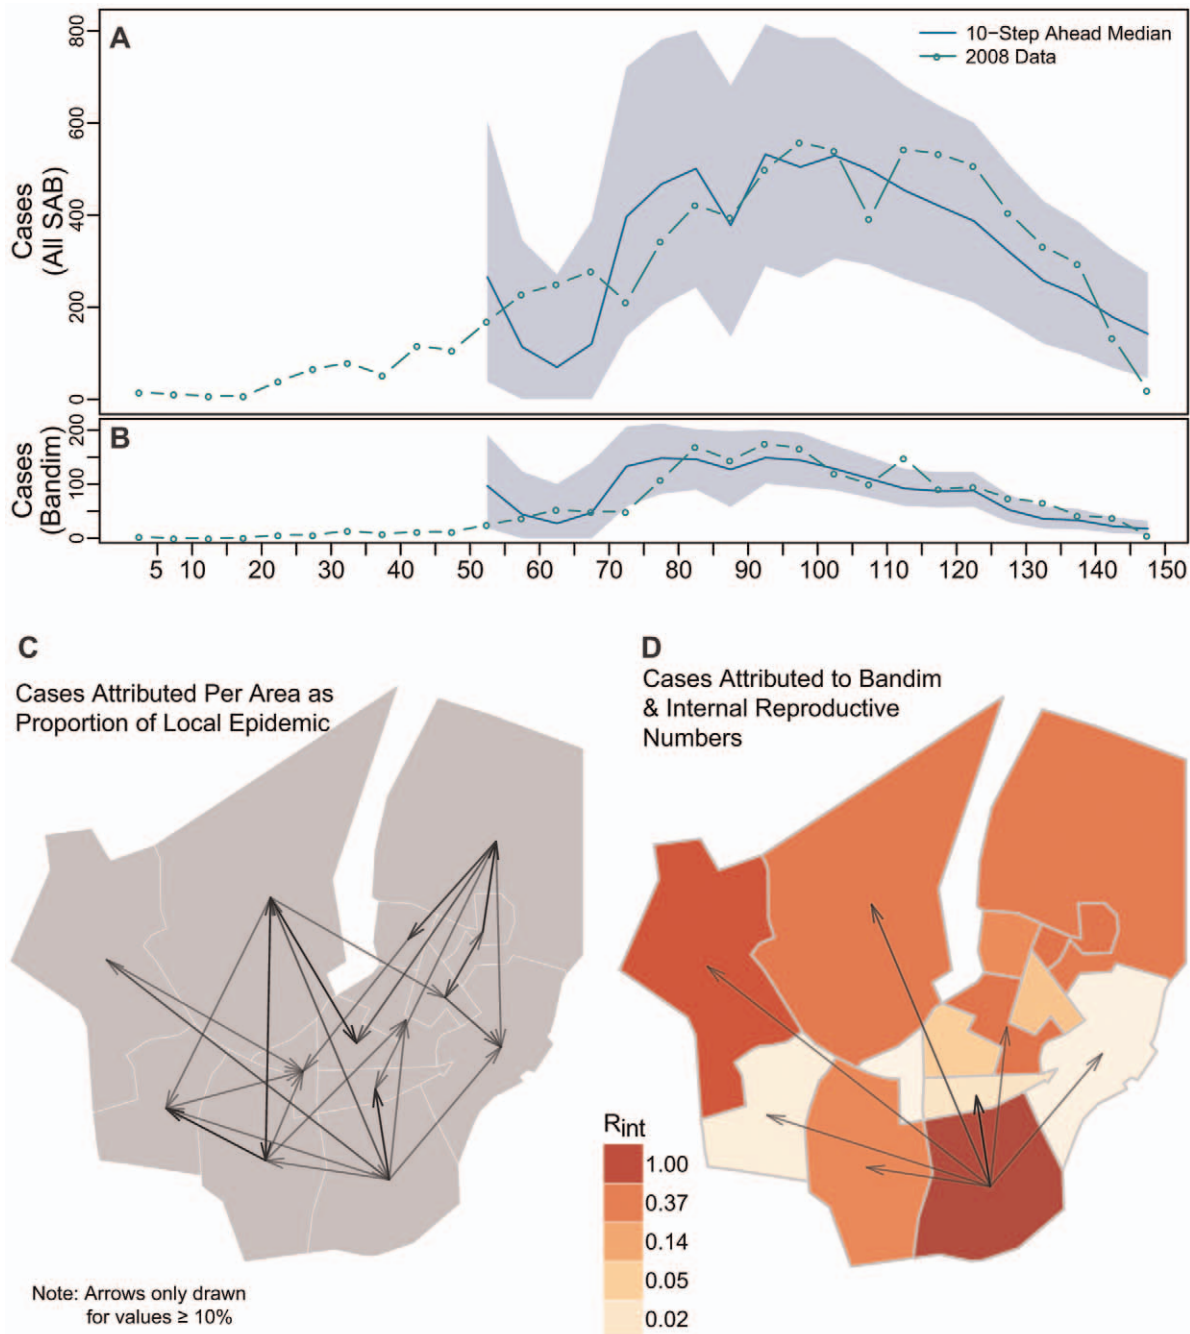 A
10−Step Ahead Median
2008 Data
Cases
(All SAB)
0
200
400
600
800
B
Cases
(Bandim)
0
100
200
5 10 20 30 40 50 60 70 80 90 100 110 120 130 140 150
C
Cases Attributed Per Area as
Proportion of Local Epidemic
Note: Arrows only drawn
for values ≥ 10%
D
Cases Attributed to Bandim
& Internal Reproductive
Numbers
Rint
1.00
0.37
0.14
0.05
0.02